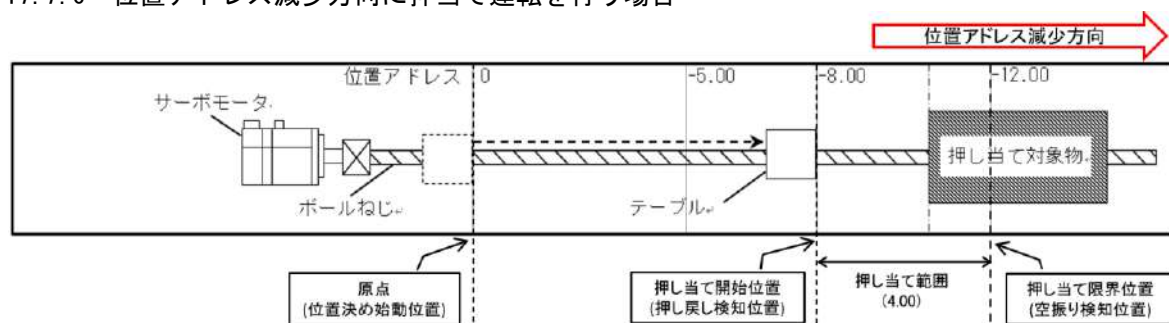 17.7.6 位置アドレス減少方向に押当て運転を行う場合
位置アドレス減少方向
位置アドレス 0 -5.00 -8.00 -12.00
サーボモータ
押し当て対象物
ボールねじ テーブル
原点
(位置決め始動位置)
押し当て開始位置
(押し戻し検知位置)
押し当て範囲
(4.00)
押し当て限界位置
(空振り検知位置)